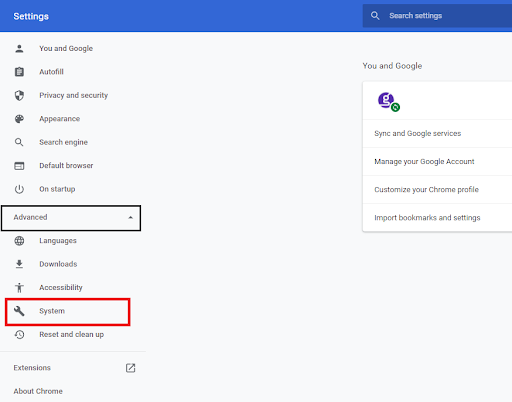 Settings
Search settings
You and Google
Autofill
Privacy and security
Appearance
Search engine
Default browser
On startup
Advanced
Languages
Downloads
Accessibility
System
Reset and clean up
Extensions
About Chrome
You and Google
g
Sync and Google services
Manage your Google Account
Customize your Chrome profile
Import bookmarks and settings